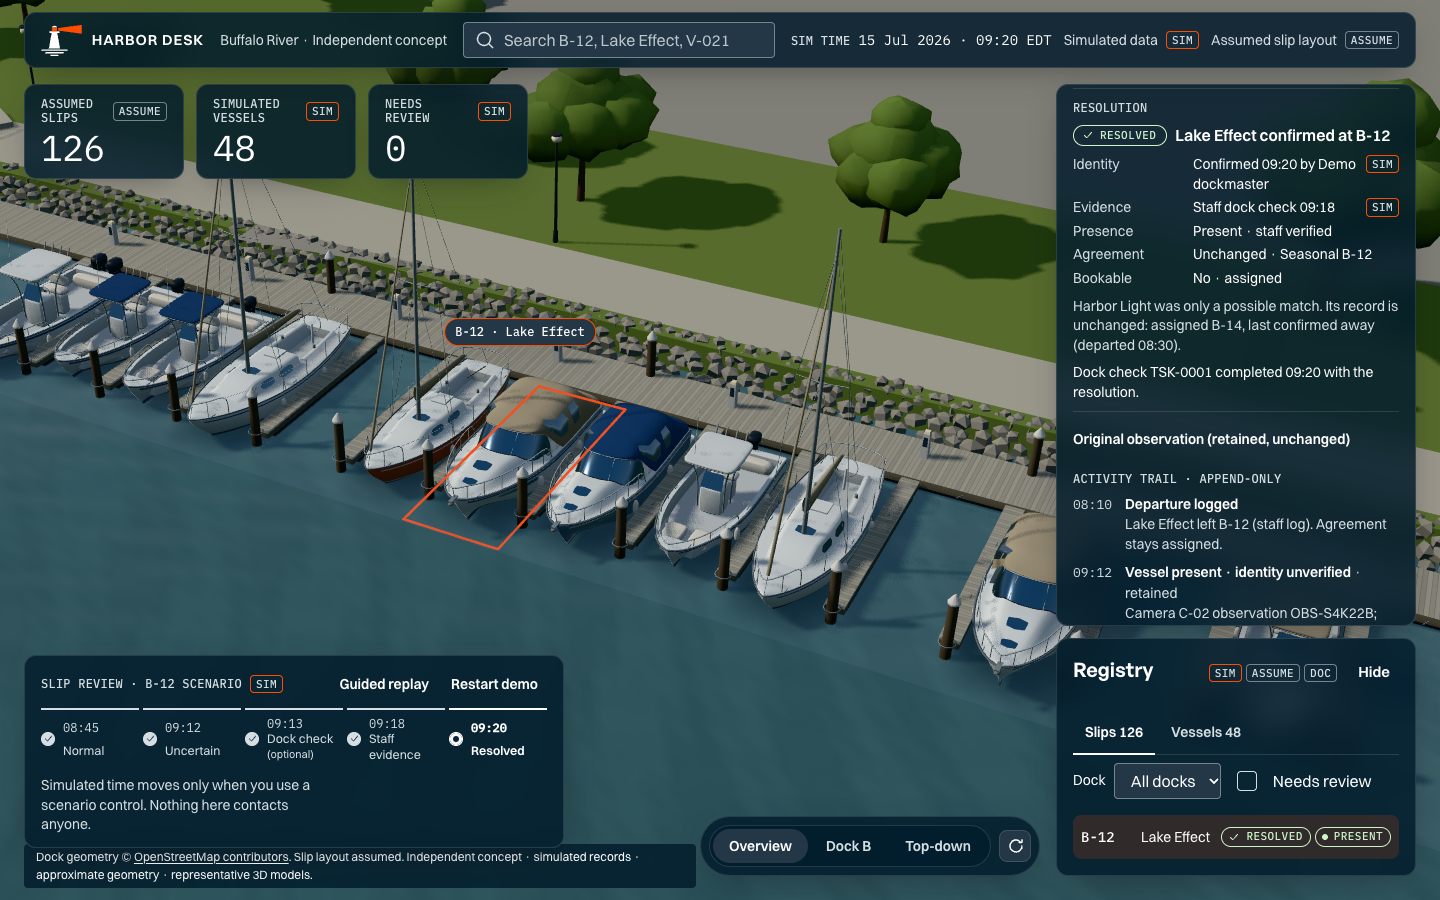 HARBOR DESK
Buffalo River · Independent concept
Search B-12, Lake Effect, V-021
SIM TIME 15 Jul 2026 · 09:20 EDT
Simulated data SIM
Assumed slip layout ASSUME
ASSUMED
SLIPS
ASSUME
126
SIMULATED
VESSELS
SIM
48
NEEDS
REVIEW
SIM
0
B-12 · Lake Effect
RESOLUTION
RESOLVED Lake Effect confirmed at B-12
Identity Confirmed 09:20 by Demo SIM
dockmaster
Evidence Staff dock check 09:18 SIM
Presence Present · staff verified
Agreement Unchanged · Seasonal B-12
Bookable No · assigned
Harbor Light was only a possible match. Its record is
unchanged: assigned B-14, last confirmed away
(departed 08:30).
Dock check TSK-0001 completed 09:20 with the
resolution.
Original observation (retained, unchanged)
ACTIVITY TRAIL · APPEND-ONLY
08:10 Departure logged
Lake Effect left B-12 (staff log). Agreement
stays assigned.
09:12 Vessel present · identity unverified ·
retained
Camera C-02 observation OBS-S4K22B;
SLIP REVIEW · B-12 SCENARIO SIM
Guided replay
Restart demo
08:45
Normal
09:12
Uncertain
09:13
Dock check
(optional)
09:18
Staff
evidence
09:20
Resolved
Simulated time moves only when you use a
scenario control. Nothing here contacts
anyone.
Dock geometry © OpenStreetMap contributors. Slip layout assumed. Independent concept · simulated records ·
approximate geometry · representative 3D models.
Overview
Dock B
Top-down
Registry
SIM ASSUME DOC
Hide
Slips 126
Vessels 48
Dock All docks
Needs review
B-12 Lake Effect RESOLVED PRESENT